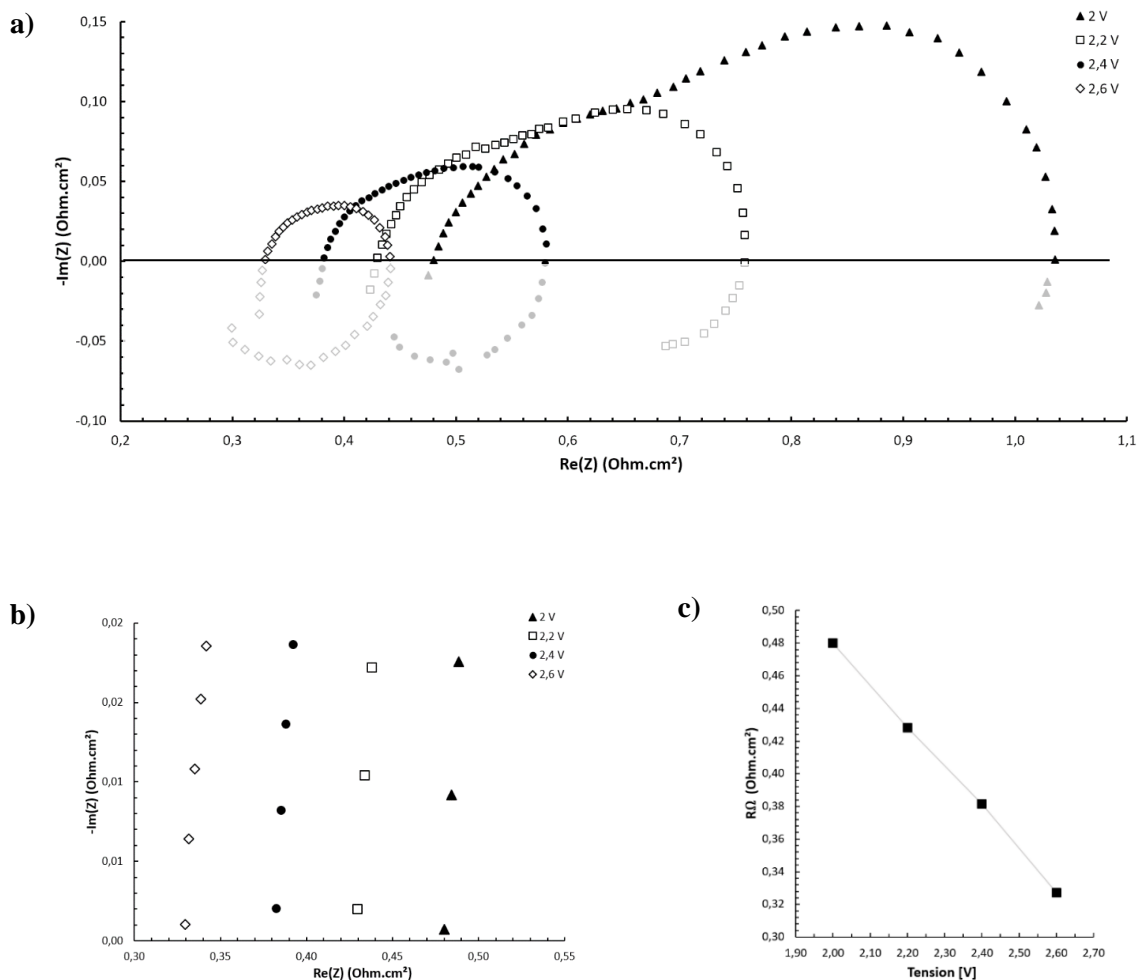 a)
2 V
2,2 V
2,4 V
2,6 V
-Im(Z) (Ohm.cm²)
0,15
0,10
0,05
0,00
-0,05
-0,10
0,2 0,3 0,4 0,5 0,6 0,7 0,8 0,9 1,0 1,1
Re(Z) (Ohm.cm²)
b)
2 V
2,2 V
2,4 V
2,6 V
-Im(Z) (Ohm.cm²)
0,02
0,02
0,01
0,01
0,00
0,30 0,35 0,40 0,45 0,50 0,55
Re(Z) (Ohm.cm²)
c)
RΩ (Ohm.cm²)
0,50
0,48
0,46
0,44
0,42
0,40
0,38
0,36
0,34
0,32
0,30
1,90 2,00 2,10 2,20 2,30 2,40 2,50 2,60 2,70
Tension [V]